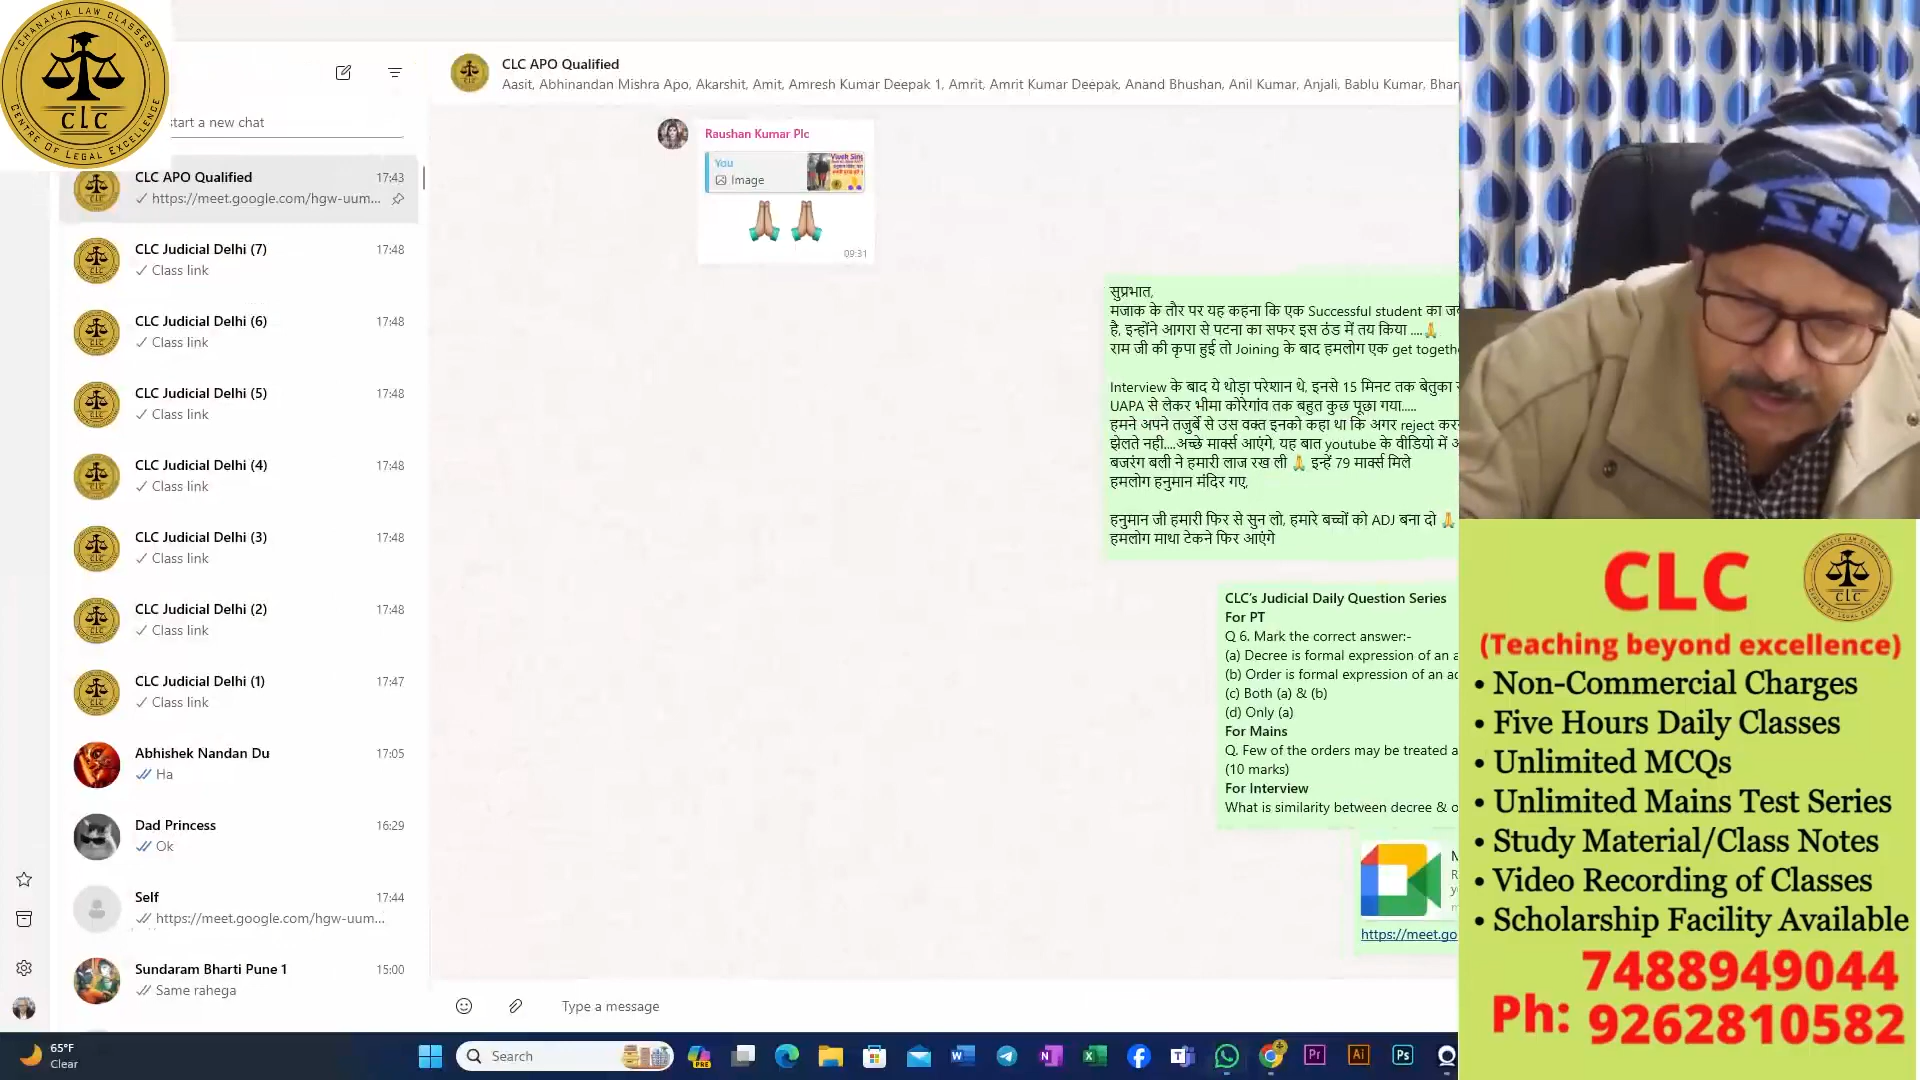 CHANAKYA LAW CLASSES
CLC
CENTRE OF LEGAL EXCELLENCE
start a new chat
CLC APO Qualified 17:43
https://meet.google.com/hgw-uum...
CLC Judicial Delhi (7) 17:48
Class link
CLC Judicial Delhi (6) 17:48
Class link
CLC Judicial Delhi (5) 17:48
Class link
CLC Judicial Delhi (4) 17:48
Class link
CLC Judicial Delhi (3) 17:48
Class link
CLC Judicial Delhi (2) 17:48
Class link
CLC Judicial Delhi (1) 17:47
Class link
Abhishek Nandan Du 17:05
Ha
Dad Princess 16:29
Ok
Self 17:44
https://meet.google.com/hgw-uum...
Sundaram Bharti Pune 1 15:00
Same rahega
CLC APO Qualified
Aasit, Abhinandan Mishra Apo, Akarshit, Amit, Amresh Kumar Deepak 1, Amrit, Amrit Kumar Deepak, Anand Bhushan, Anil Kumar, Anjali, Bablu Kumar, Bhar
Raushan Kumar Plc
You
Image
09:31
सुप्रभात,
मजाक के तौर पर यह कहना कि एक Successful student का
है, इन्होंने आगरा से पटना का सफर इस ठंड में तय किया ....🙏
राम जी की कृपा हुई तो Joining के बाद हमलोग एक get togethe
Interview के बाद ये थोड़ा परेशान थे, इनसे 15 मिनट तक बेतुका
UAPA से लेकर भीमा कोरेगांव तक बहुत कुछ पूछा गया.....
हमने अपने तजुर्बे से उस वक्त इनको कहा था कि अगर reject कर
झेलते नही....अच्छे मार्क्स आएंगे, यह बात youtube के वीडियो में
बजरंग बली ने हमारी लाज रख ली 🙏 इन्हें 79 मार्क्स मिले
हमलोग हनुमान मंदिर गए,
हनुमान जी हमारी फिर से सुन लो, हमारे बच्चों को ADJ बना दो 🙏
हमलोग माथा टेकने फिर आएंगे
CLC's Judicial Daily Question Series
For PT
Q 6. Mark the correct answer:-
(a) Decree is formal expression of an a
(b) Order is formal expression of an ad
(c) Both (a) & (b)
(d) Only (a)
For Mains
Q. Few of the orders may be treated a
(10 marks)
For Interview
What is similarity between decree & o
https://meet.go
Type a message
65°F
Clear
Search
SEI
CLC
(Teaching beyond excellence)
• Non-Commercial Charges
• Five Hours Daily Classes
• Unlimited MCQs
• Unlimited Mains Test Series
• Study Material/Class Notes
• Video Recording of Classes
• Scholarship Facility Available
7488949044
Ph: 9262810582